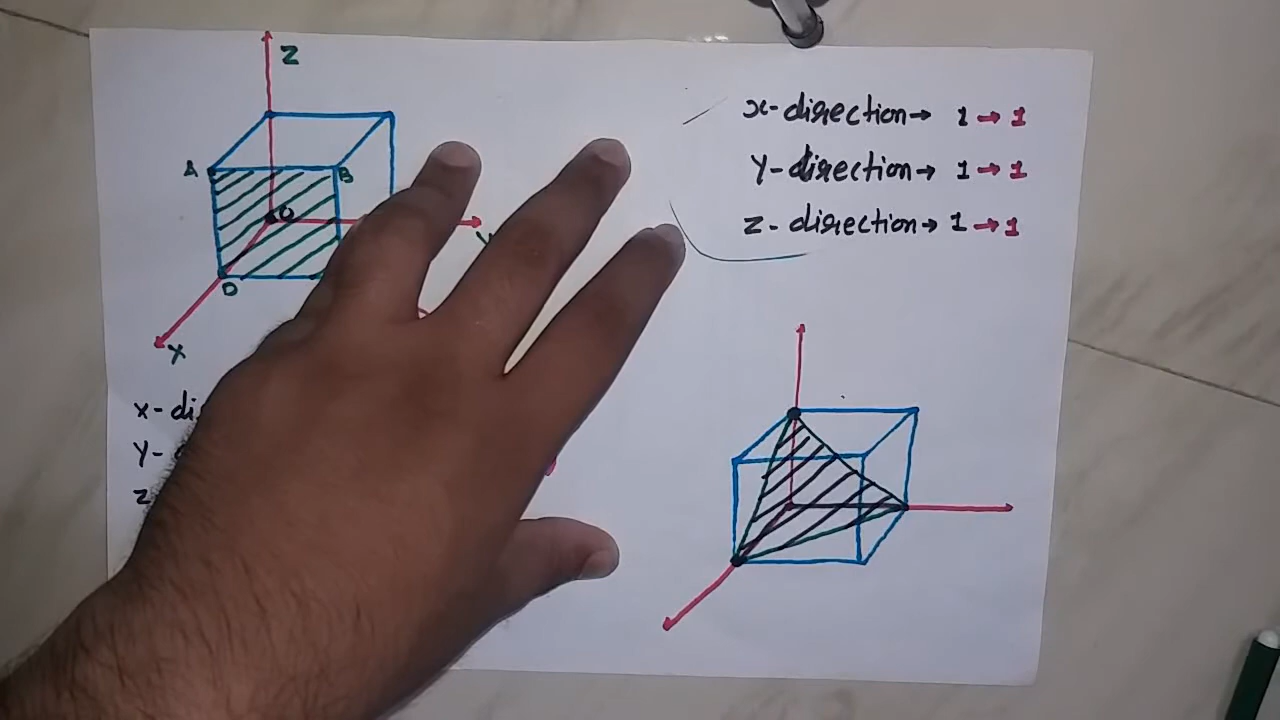 Z
A
B
O
D
X
x-direction→ 1→1
y-direction→ 1→1
z-direction→1→1
x-di
y-
z